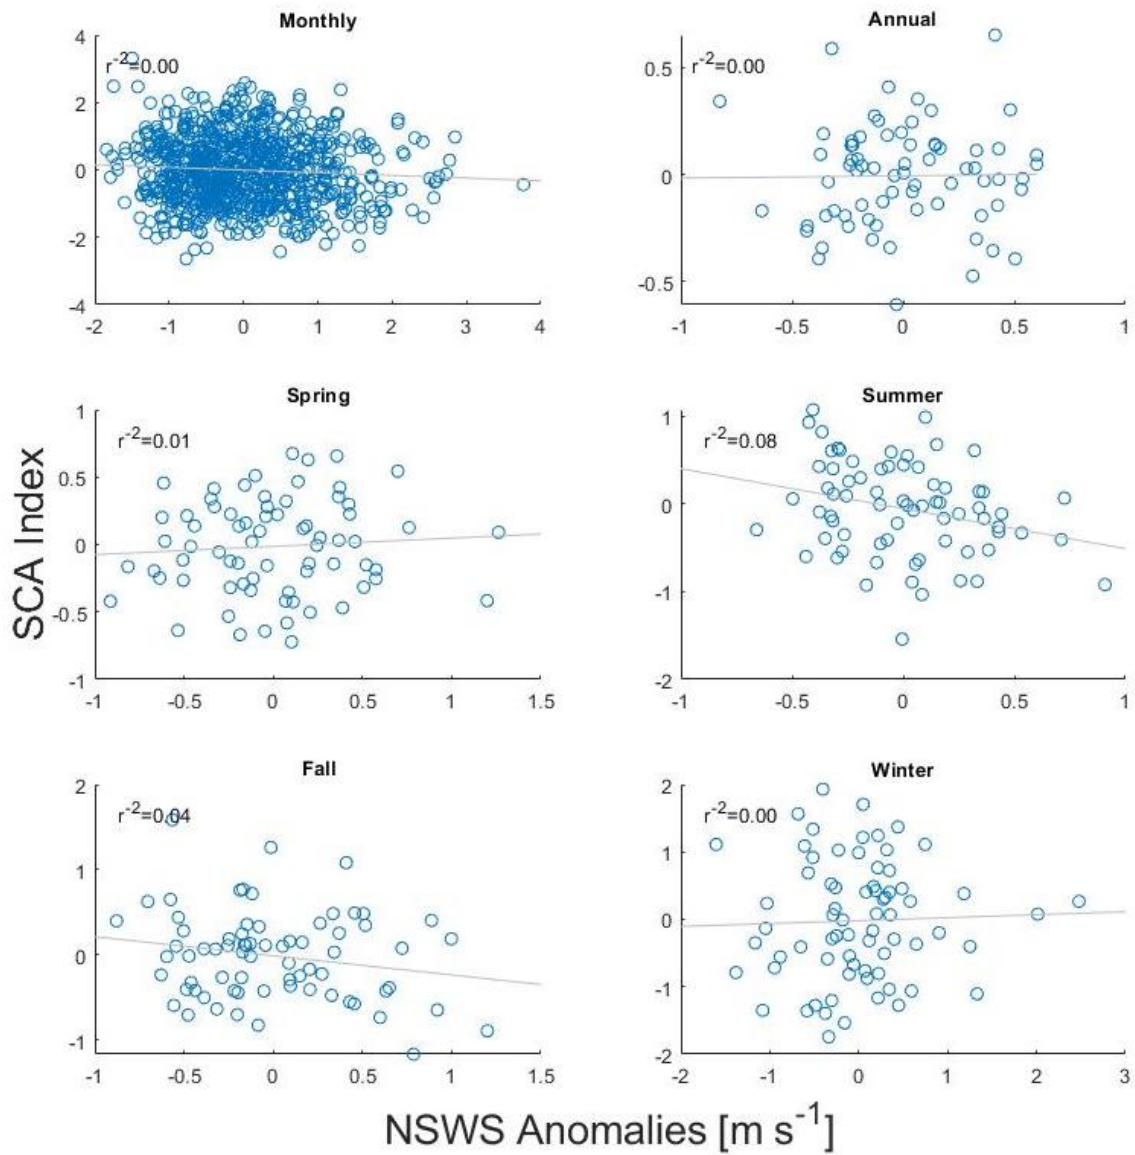 Monthly
r-2=0.00
4
2
0
-2
-4
-2 -1 0 1 2 3 4
Annual
r-2=0.00
0.5
0
-0.5
-1 -0.5 0 0.5 1
Spring
r-2=0.01
1
0.5
0
-0.5
-1
-1 -0.5 0 0.5 1 1.5
Summer
r-2=0.08
1
0
-1
-2
-1 -0.5 0 0.5 1
SCA Index
Fall
r-2=0.04
2
1
0
-1
-1 -0.5 0 0.5 1 1.5
Winter
r-2=0.00
2
1
0
-1
-2
-2 -1 0 1 2 3
NSWS Anomalies [m s-1]